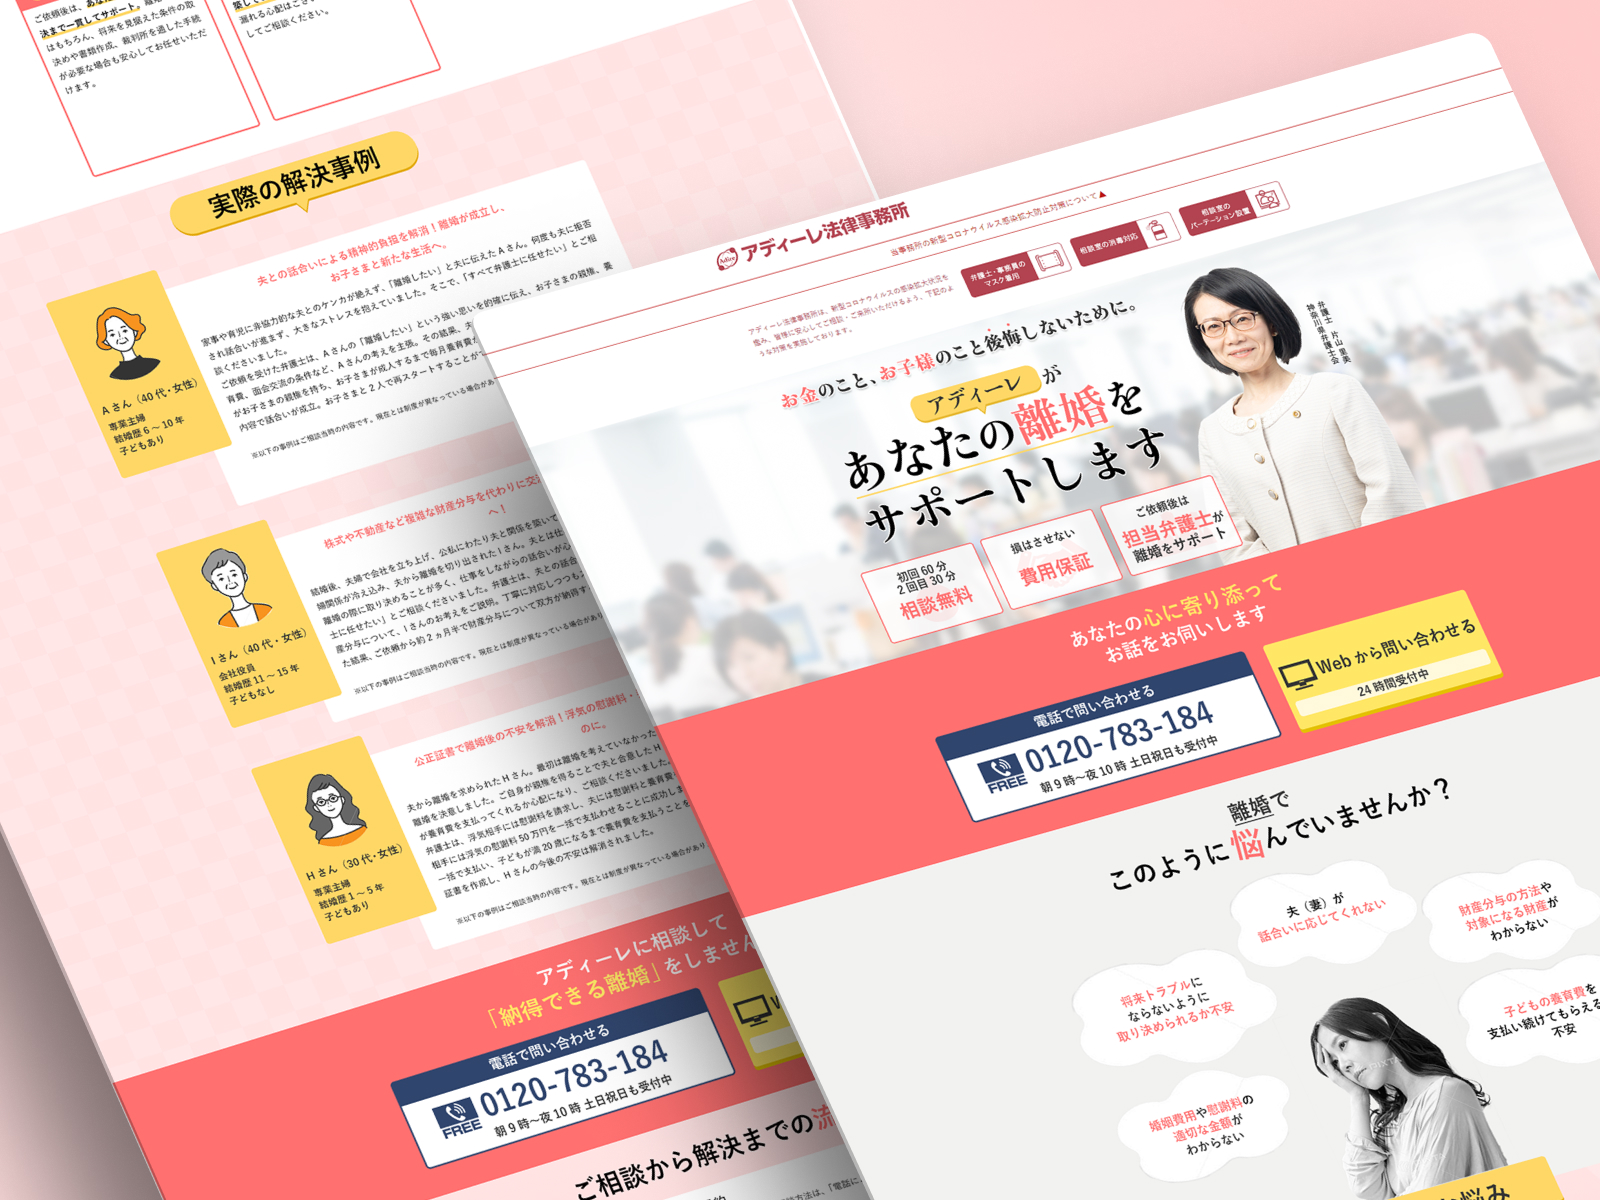 ご依頼後は、
決まで一貫してサポート。
はもちろん、将来を見据えた条件の取
決めや書類作成、裁判所を通した手続
が必要な場合も安心してお任せいただ
けます。
してご相談ください。
実際の解決事例
夫との話合いによる精神的負担を解消！離婚が成立し、
お子さまと新たな生活へ。
家事や育児に非協力的な夫とのケンカが絶えず、「離婚したい」と夫に伝えたAさん。何度も夫に拒否
され話合いが進まず、大きなストレスを抱えていました。そこで、「すべて弁護士に任せたい」とご相
談くださいました。
ご依頼を受けた弁護士は、Aさんの「離婚したい」という強い思いを的確に伝え、お子さまの親権、養
育費、面会交流の条件など、Aさんの考えを主張。その結果、夫
がお子さまの親権を持ち、お子さまが成人するまで毎月養育費
内容で話合いが成立。お子さまと2人で再スタートすることが
※以下の事例はご相談当時の内容です。現在とは制度が異なっている場合があ
Aさん（40代・女性）
専業主婦
結婚歴6～10年
子どもあり
株式や不動産など複雑な財産分与を代わりに交
へ！
結婚後、夫婦で会社を立ち上げ、公私にわたり夫と関係を築いて
婦関係が冷え込み、夫から離婚を切り出されたIさん。夫とは仕
離婚の際に取り決めることが多く、仕事をしながらの話合いが心
士に任せたい」とご相談くださいました。弁護士は、夫との話合
産分与について、Iさんのお考えをご説明。丁寧に対応しつつも
た結果、ご依頼から約2ヵ月半で財産分与について双方が納得す
※以下の事例はご相談当時の内容です。現在とは制度が異なっている場合があり
Iさん（40代・女性）
会社役員
結婚歴11～15年
子どもなし
公正証書で離婚後の不安を解消！浮気の慰謝料・
のに。
夫から離婚を求められたHさん。最初は離婚を考えていなかった
離婚を決意しました。ご自身が親権を得ることで夫と合意したH
が養育費を支払ってくれるか心配になり、ご相談くださいました。
弁護士は、浮気相手には慰謝料を請求し、夫には慰謝料と養育費
相手には浮気の慰謝料50万円を一括で支払わせることに成功しま
一括で支払い、子どもが満20歳になるまで養育費を支払うことを
証書を作成し、Hさんの今後の不安は解消されました。
※以下の事例はご相談当時の内容です。現在とは制度が異なっている場合があり
Hさん（30代・女性）
専業主婦
結婚歴1～5年
子どもあり
アディーレに相談して
「納得できる離婚」をしません
電話で問い合わせる
FREE
0120-783-184
朝9時～夜10時 土日祝日も受付中
ご相談から解決までの流
Adire
アディーレ法律事務所
当事務所の新型コロナウイルス感染拡大防止対策について▲
アディーレ法律事務所は、新型コロナウイルスの感染拡大状況を
鑑み、皆様に安心してご相談・ご来所いただけるよう、下記のよ
うな対策を実施しております。
弁護士・事務員の
マスク着用
相談室の消毒対応
相談室の
パーテーション設置
お金のこと、お子様のこと後悔しないために。
アディーレが
あなたの離婚を
サポートします
弁護士 片山 里美
神奈川県弁護士会
初回60分
2回目30分
相談無料
損はさせない
費用保証
ご依頼後は
担当弁護士が
離婚をサポート
あなたの心に寄り添って
お話をお伺いします
電話で問い合わせる
FREE
0120-783-184
朝9時～夜10時 土日祝日も受付中
Webから問い合わせる
24時間受付中
離婚で
このように悩んでいませんか？
夫（妻）が
話合いに応じてくれない
財産分与の方法や
対象になる財産が
わからない
将来トラブルに
ならないように
取り決められるか不安
子どもの養育費を
支払い続けてもらえる
不安
婚姻費用や慰謝料の
適切な金額が
わからない
悩み